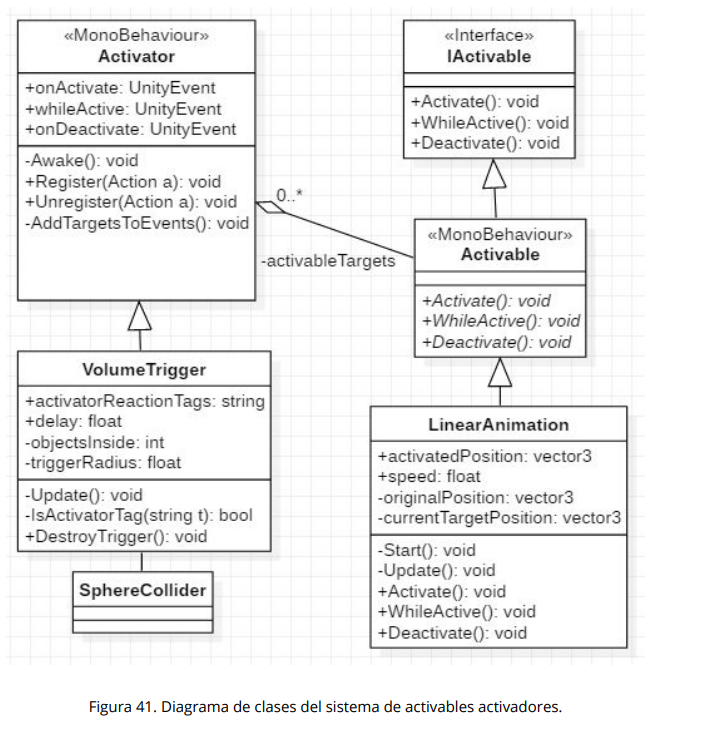 «MonoBehaviour»
Activator
+onActivate: UnityEvent
+whileActive: UnityEvent
+onDeactivate: UnityEvent
-Awake(): void
+Register(Action a): void
+Unregister(Action a): void
-AddTargetsToEvents(): void
«Interface»
IActivable
+Activate(): void
+WhileActive(): void
+Deactivate(): void
0..*
-activableTargets
«MonoBehaviour»
Activable
+Activate(): void
+WhileActive(): void
+Deactivate(): void
VolumeTrigger
+activatorReactionTags: string
+delay: float
-objectsInside: int
-triggerRadius: float
-Update(): void
-IsActivatorTag(string t): bool
+DestroyTrigger(): void
SphereCollider
LinearAnimation
+activatedPosition: vector3
+speed: float
-originalPosition: vector3
-currentTargetPosition: vector3
-Start(): void
-Update(): void
+Activate(): void
+WhileActive(): void
+Deactivate(): void
Figura 41. Diagrama de clases del sistema de activables activadores.